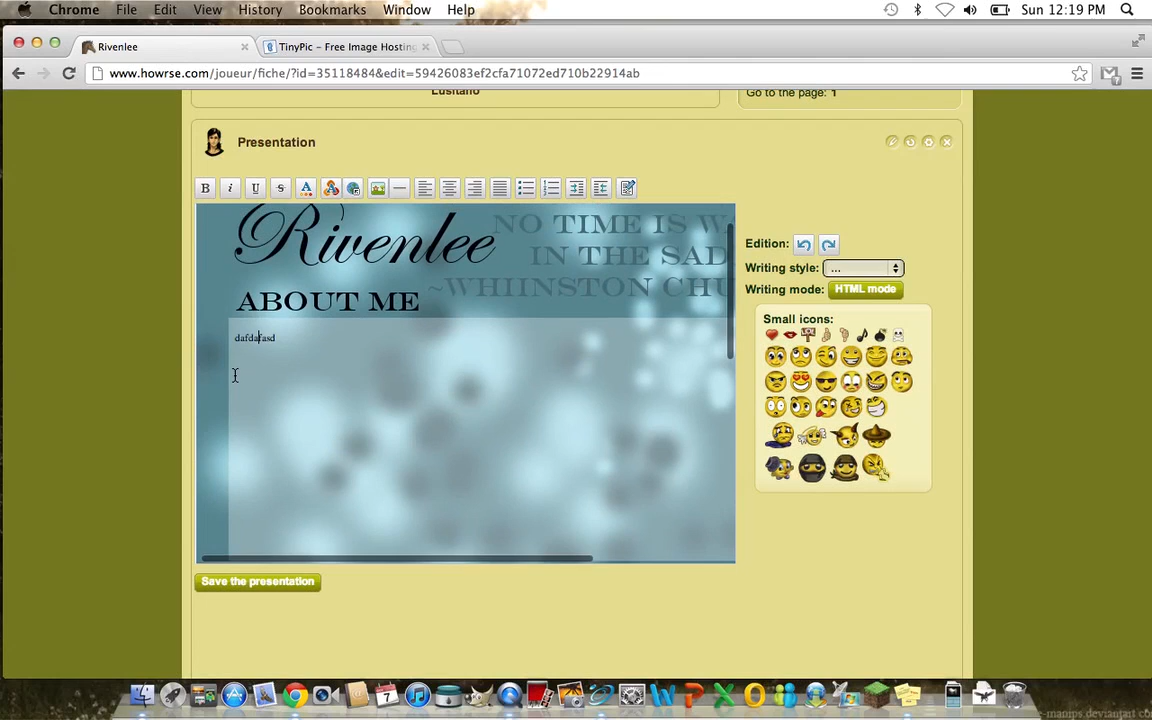 Chrome File Edit View History Bookmarks Window Help Sun 12:19 PM
Rivenlee TinyPic – Free Image Hosting
www.howrse.com/joueur/fiche/?id=35118484&edit=59426083ef2cfa71072ed710b22914ab
Lusitano Go to the page: 1
Presentation
B i U S A
Rivenlee
NO TIME IS W
IN THE SAD
~WHIINSTON CHU
ABOUT ME
dafdafasd
Edition:
Writing style: ...
Writing mode: HTML mode
Small icons:
Save the presentation